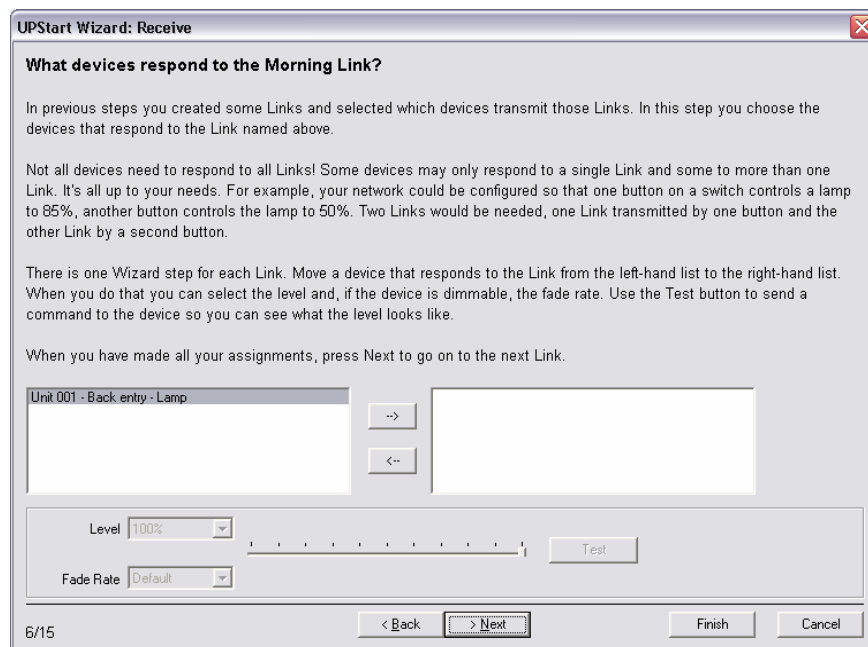 UPStart Wizard: Receive
What devices respond to the Morning Link?
In previous steps you created some Links and selected which devices transmit those Links. In this step you choose the
devices that respond to the Link named above.
Not all devices need to respond to all Links! Some devices may only respond to a single Link and some to more than one
Link. It's all up to your needs. For example, your network could be configured so that one button on a switch controls a lamp
to 85%, another button controls the lamp to 50%. Two Links would be needed, one Link transmitted by one button and the
other Link by a second button.
There is one Wizard step for each Link. Move a device that responds to the Link from the left-hand list to the right-hand list.
When you do that you can select the level and, if the device is dimmable, the fade rate. Use the Test button to send a
command to the device so you can see what the level looks like.
When you have made all your assignments, press Next to go on to the next Link.
Unit 001 - Back entry - Lamp
-->
<--
Level 100%
Test
Fade Rate Default
6/15 < Back > Next Finish Cancel